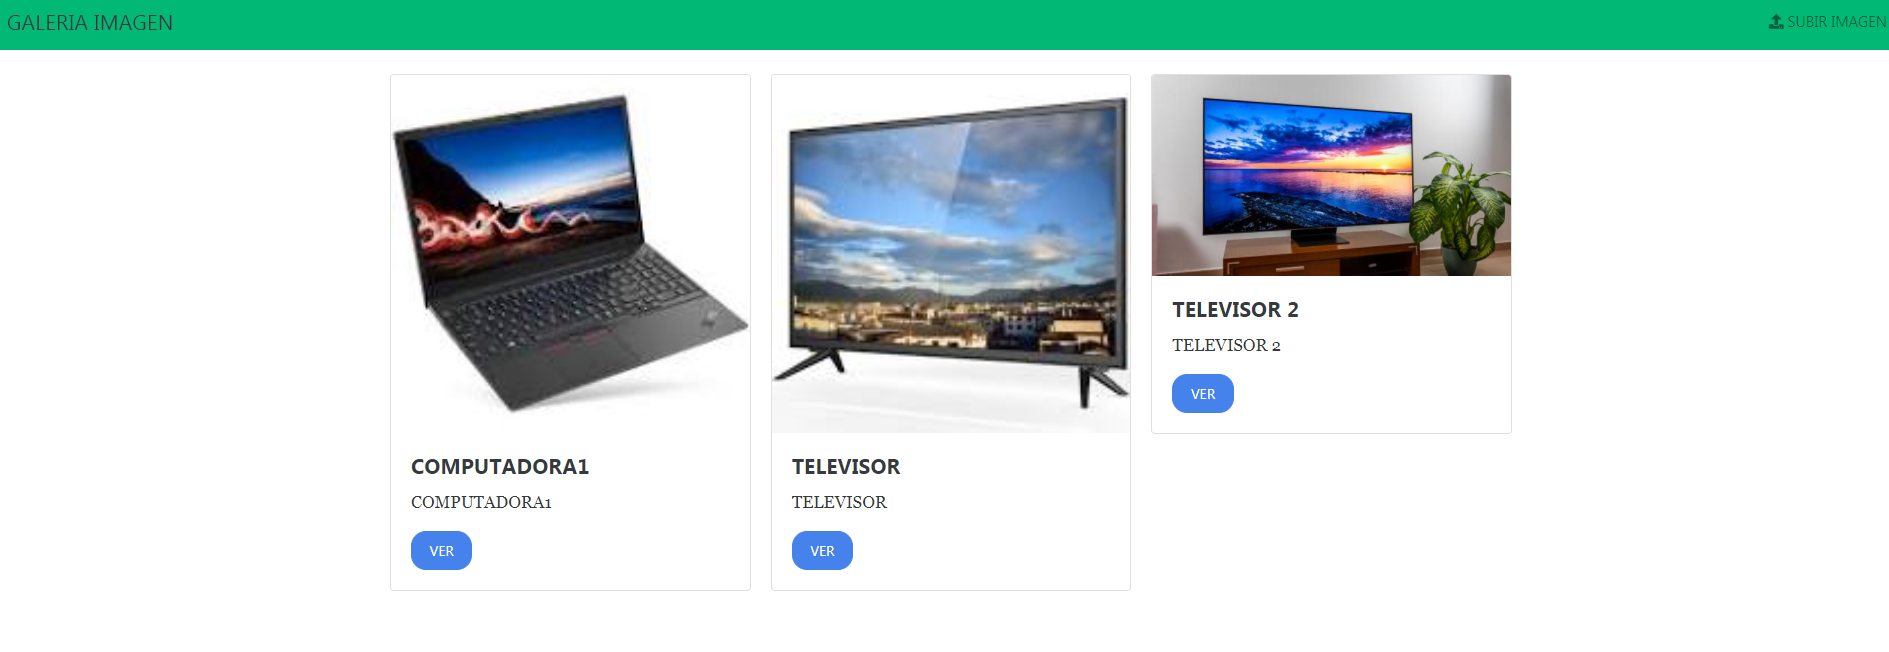 GALERIA IMAGEN
SUBIR IMAGEN
COMPUTADORA1
COMPUTADORA1
VER
TELEVISOR
TELEVISOR
VER
TELEVISOR 2
TELEVISOR 2
VER